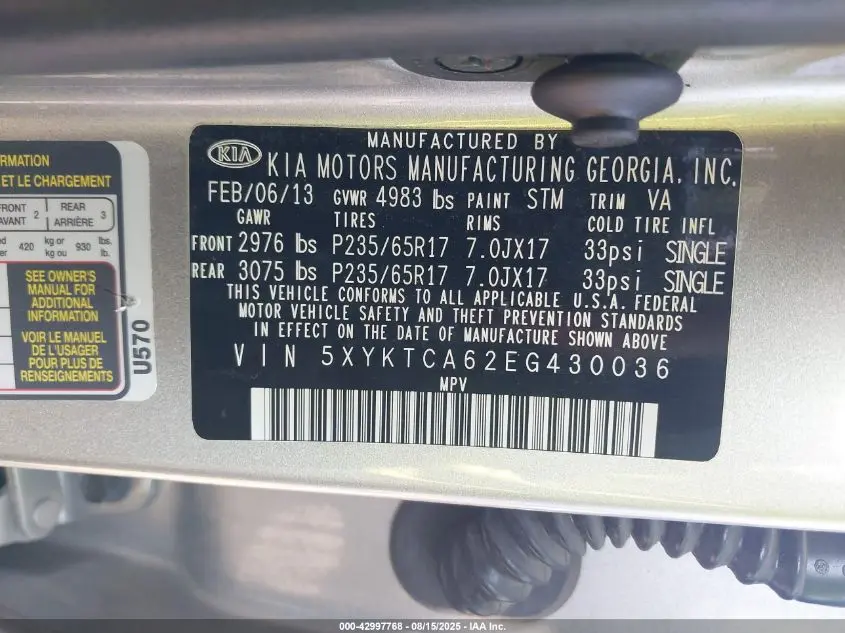 RMATION
ET LE CHARGEMENT
FRONT 2 REAR 3
AVANT ARRIÈRE
420 kg or 930 lbs.
kg ou lb.
SEE OWNER'S
MANUAL FOR
ADDITIONAL
INFORMATION
VOIR LE MANUEL
DE L'USAGER
POUR PLUS DE
RENSEIGNEMENTS
U570
MANUFACTURED BY
KIA KIA MOTORS MANUFACTURING GEORGIA, INC.
FEB/06/13 GVWR 4983 lbs PAINT STM TRIM VA
GAWR TIRES RIMS COLD TIRE INFL
FRONT 2976 lbs P235/65R17 7.0JX17 33psi SINGLE
REAR 3075 lbs P235/65R17 7.0JX17 33psi SINGLE
THIS VEHICLE CONFORMS TO ALL APPLICABLE U.S.A. FEDERAL
MOTOR VEHICLE SAFETY AND THEFT PREVENTION STANDARDS
IN EFFECT ON THE DATE OF MANUFACTURE SHOWN ABOVE
VIN 5XYKTCA62EG430036
MPV
000-42997768 - 08/15/2025 - IAA Inc.